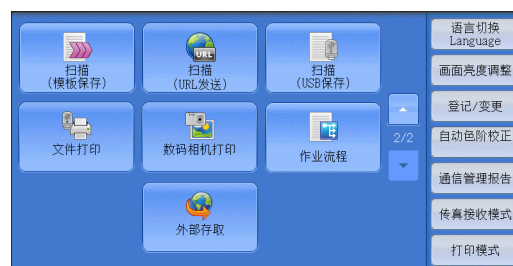 扫描
(模板保存)
URL
扫描
(URL发送)
扫描
(USB保存)
文件打印
数码相机打印
作业流程
外部存取
2/2
语言切换
Language
画面亮度调整
登记/变更
自动色阶校正
通信管理报告
传真接收模式
打印模式